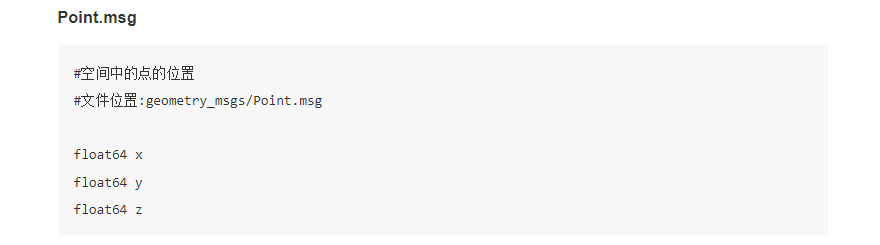 Point.msg
#空间中的点的位置
#文件位置:geometry_msgs/Point.msg
float64 x
float64 y
float64 z